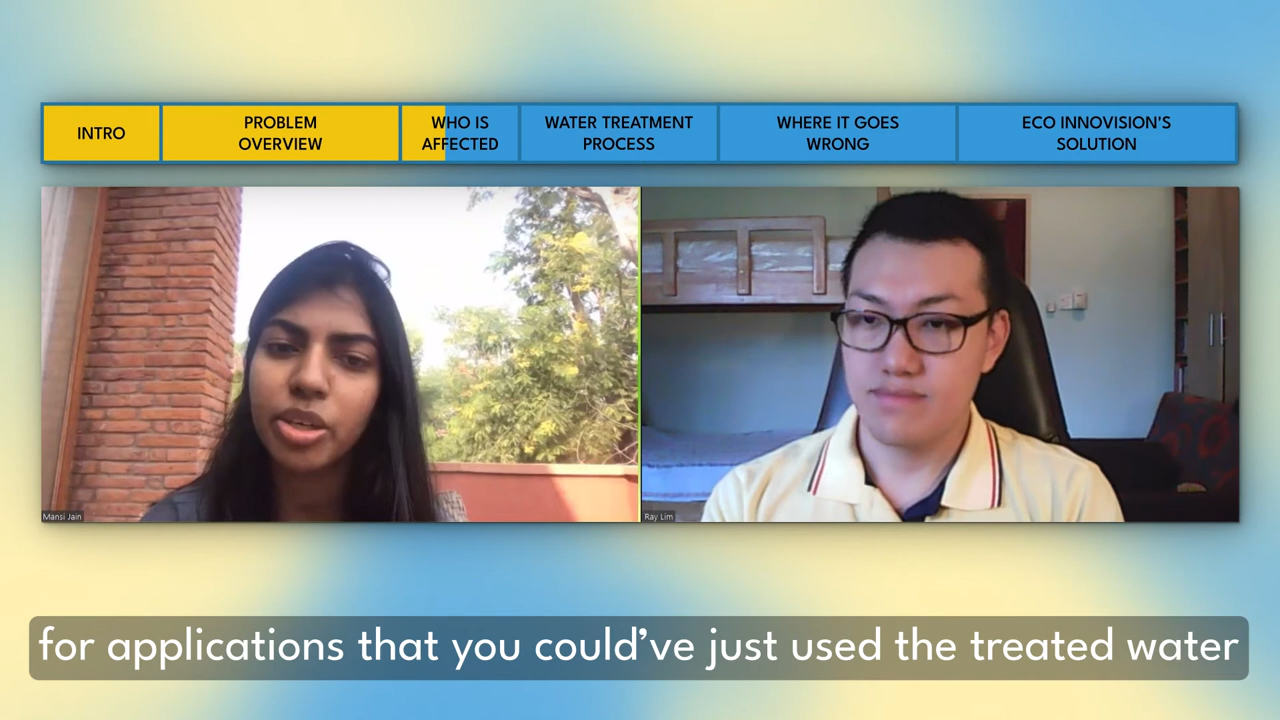 INTRO
PROBLEM
OVERVIEW
WHO IS
AFFECTED
WATER TREATMENT
PROCESS
WHERE IT GOES
WRONG
ECO INNOVISION'S
SOLUTION
Mansi Jain
Ray Lim
for applications that you could’ve just used the treated water